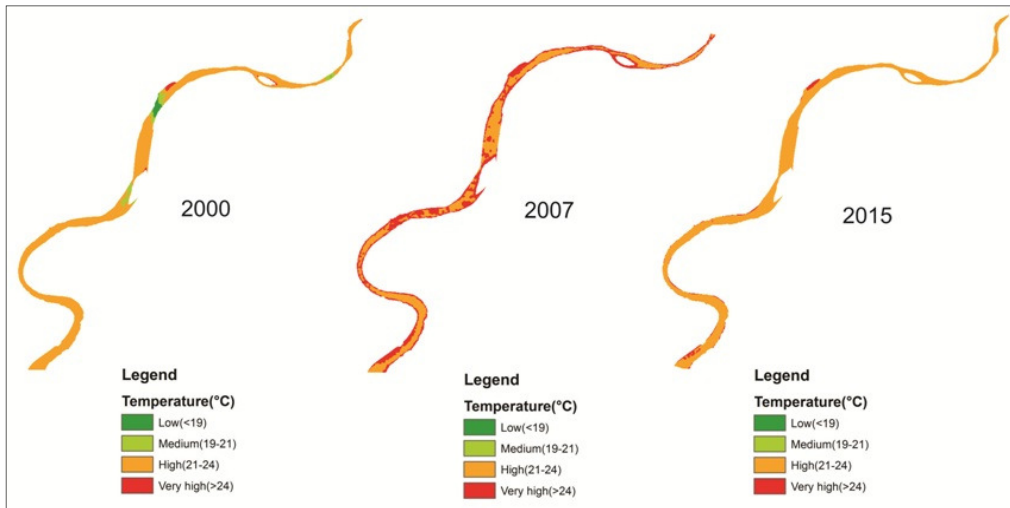 2000
2007
2015
Legend
Temperature(°C)
Low(<19)
Medium(19-21)
High(21-24)
Very high(>24)
Legend
Temperature(°C)
Low(<19)
Medium(19-21)
High(21-24)
Very high(>24)
Legend
Temperature(°C)
Low(<19)
Medium(19-21)
High(21-24)
Very high(>24)